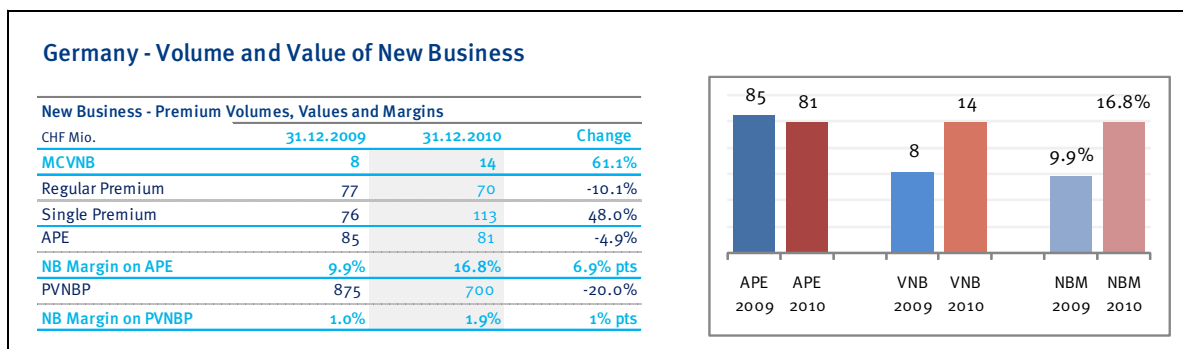 Germany - Volume and Value of New Business
New Business - Premium Volumes, Values and Margins
CHF Mio. 31.12.2009 31.12.2010 Change
MCVNB 8 14 61.1%
Regular Premium 77 70 -10.1%
Single Premium 76 113 48.0%
APE 85 81 -4.9%
NB Margin on APE 9.9% 16.8% 6.9% pts
PVNBP 875 700 -20.0%
NB Margin on PVNBP 1.0% 1.9% 1% pts
85 81 8 14 9.9% 16.8%
APE APE VNB VNB NBM NBM
2009 2010 2009 2010 2009 2010